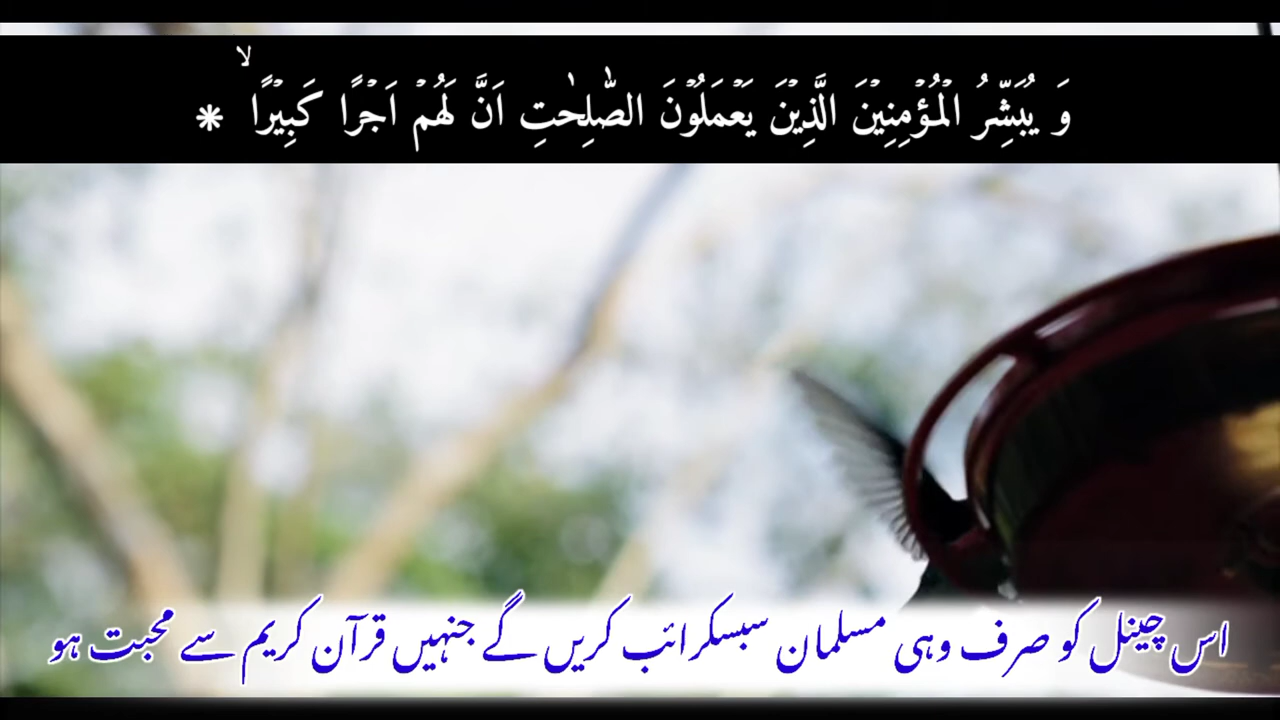 وَ یُبَشِّرُ الْمُؤْمِنِیْنَ الَّذِیْنَ یَعْمَلُوْنَ الصّٰلِحٰتِ اَنَّ لَهُمْ اَجْرًا كَبِیْرًاۙ *
اس چینل کو صرف وہی مسلمان سبسکرائب کریں گے جنہیں قرآن کریم سے محبت ہو